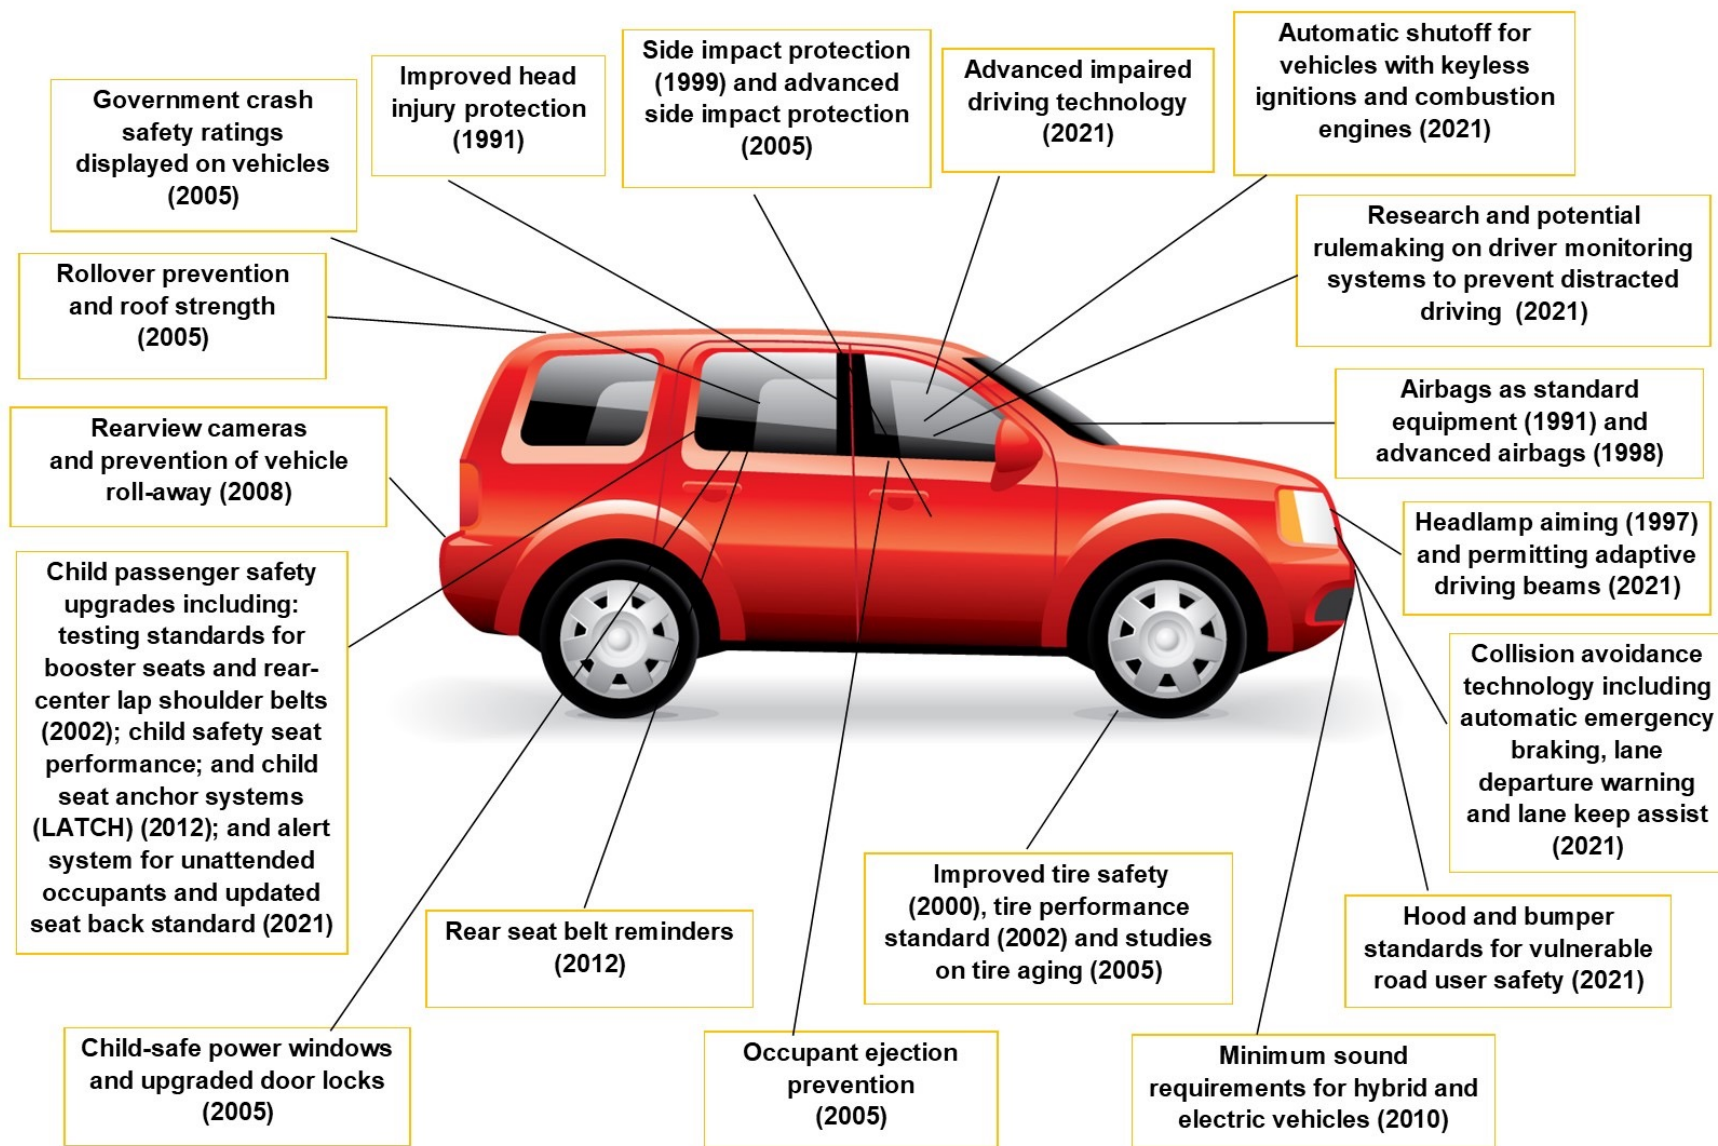 Government crash
safety ratings
displayed on vehicles
(2005)
Improved head
injury protection
(1991)
Side impact protection
(1999) and advanced
side impact protection
(2005)
Advanced impaired
driving technology
(2021)
Automatic shutoff for
vehicles with keyless
ignitions and combustion
engines (2021)
Rollover prevention
and roof strength
(2005)
Research and potential
rulemaking on driver monitoring
systems to prevent distracted
driving (2021)
Rearview cameras
and prevention of vehicle
roll-away (2008)
Airbags as standard
equipment (1991) and
advanced airbags (1998)
Headlamp aiming (1997)
and permitting adaptive
driving beams (2021)
Child passenger safety
upgrades including:
testing standards for
booster seats and rear-
center lap shoulder belts
(2002); child safety seat
performance; and child
seat anchor systems
(LATCH) (2012); and alert
system for unattended
occupants and updated
seat back standard (2021)
Collision avoidance
technology including
automatic emergency
braking, lane
departure warning
and lane keep assist
(2021)
Rear seat belt reminders
(2012)
Improved tire safety
(2000), tire performance
standard (2002) and studies
on tire aging (2005)
Hood and bumper
standards for vulnerable
road user safety (2021)
Child-safe power windows
and upgraded door locks
(2005)
Occupant ejection
prevention
(2005)
Minimum sound
requirements for hybrid and
electric vehicles (2010)